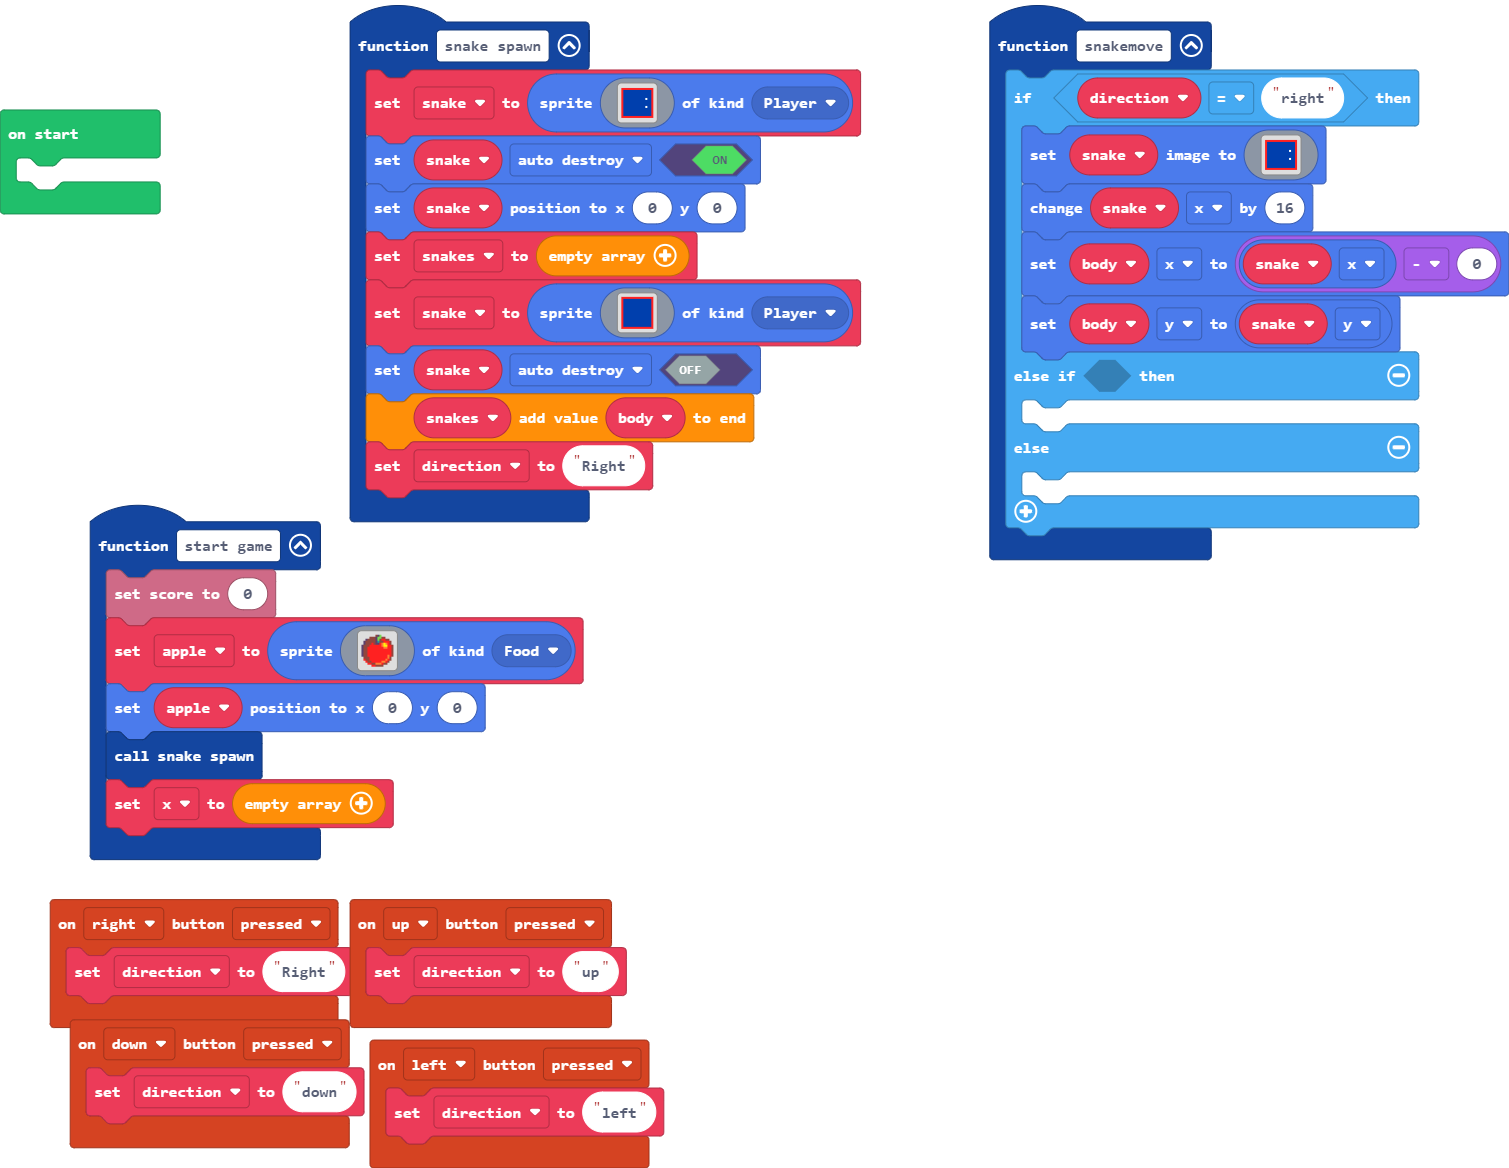 on start
function snake spawn
set snake to sprite of kind Player
set snake auto destroy ON
set snake position to x 0 y 0
set snakes to empty array
set snake to sprite of kind Player
set snake auto destroy OFF
snakes add value body to end
set direction to "Right"
function snakemove
if direction = "right" then
set snake image to
change snake x by 16
set body x to snake x - 0
set body y to snake y
else if then
else
function start game
set score to 0
set apple to sprite of kind Food
set apple position to x 0 y 0
call snake spawn
set x to empty array
on right button pressed
set direction to "Right"
on up button pressed
set direction to "up"
on down button pressed
set direction to "down"
on left button pressed
set direction to "left"